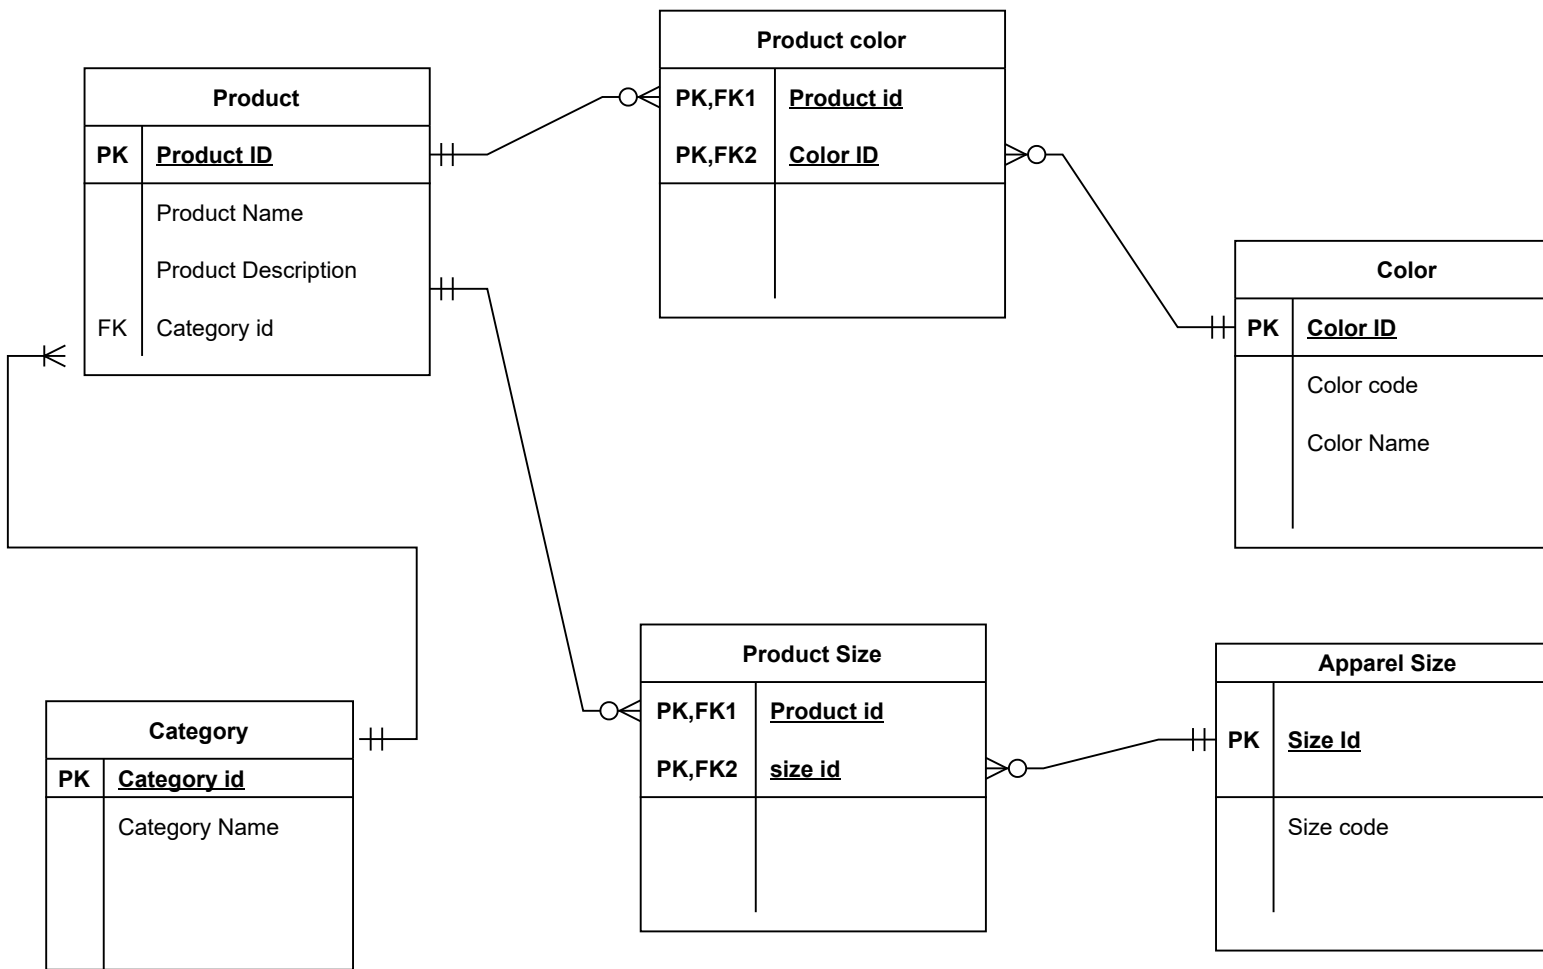 Product color
PK,FK1 Product id
PK,FK2 Color ID
Product
PK Product ID
Product Name
Product Description
FK Category id
Color
PK Color ID
Color code
Color Name
Product Size
PK,FK1 Product id
PK,FK2 size id
Apparel Size
PK Size Id
Size code
Category
PK Category id
Category Name